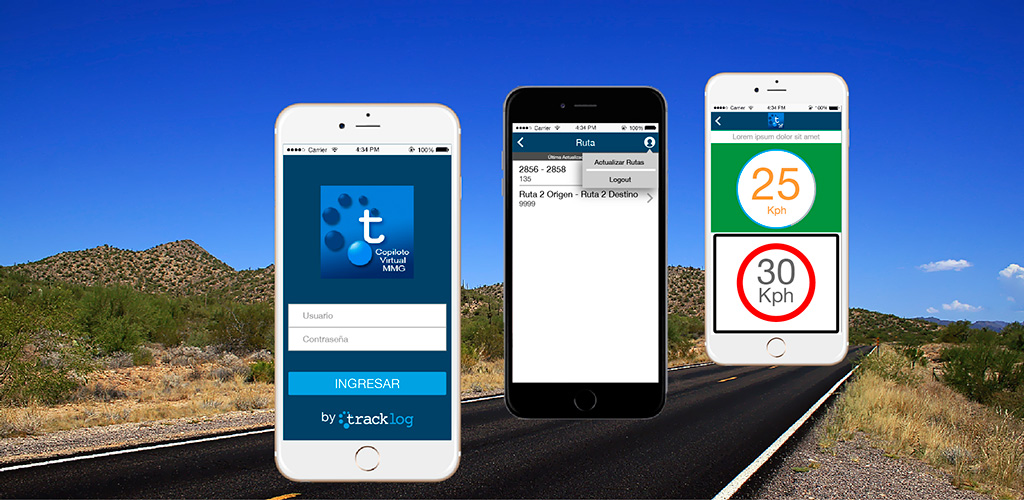 Carrier 4:34 PM 100%
t
Copiloto
Virtual
MMG
Usuario
Contraseña
INGRESAR
by tracklog
Carrier 4:34 PM 100%
Ruta
Última Actualiz
Actualizar Rutas
Logout
2856 - 2858
135
Ruta 2 Origen - Ruta 2 Destino
9999
Carrier 4:34 PM 100%
t
Lorem ipsum dolor sit amet
25
Kph
30
Kph